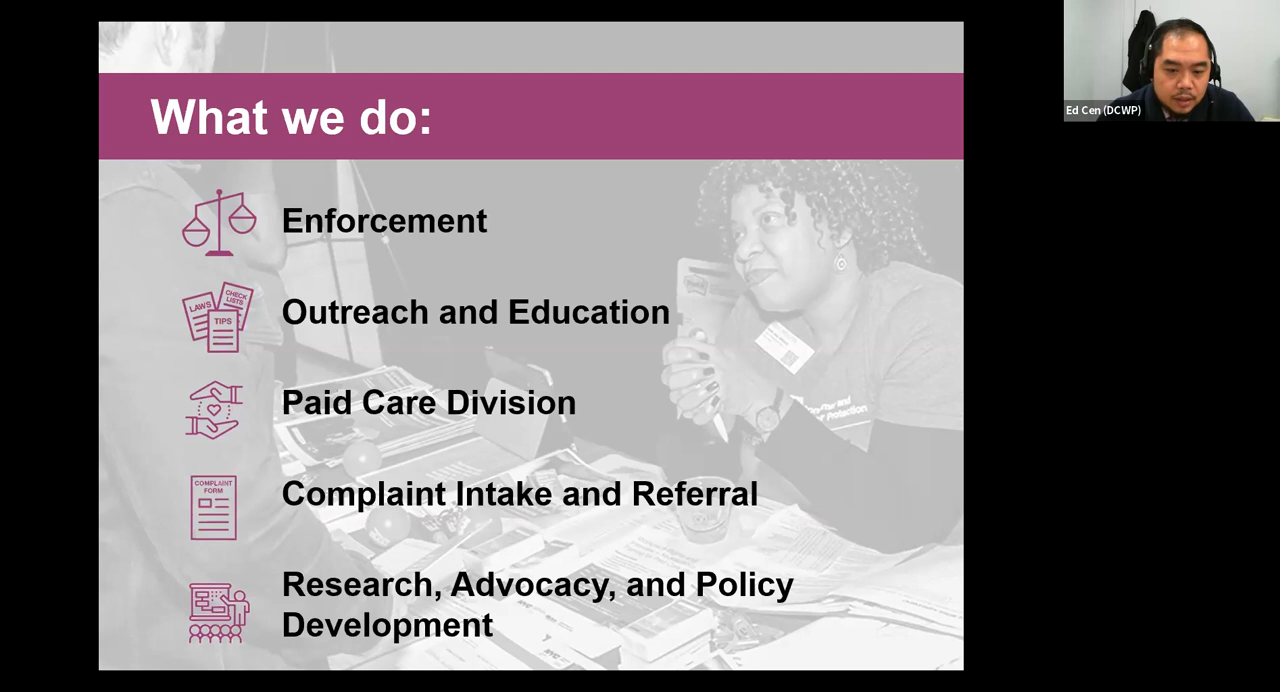 What we do:
Enforcement
LAWS
CHECK
LISTS
TIPS
Outreach and Education
Paid Care Division
COMPLAINT
FORM
Complaint Intake and Referral
Research, Advocacy, and Policy
Development
Ed Cen (DCWP)